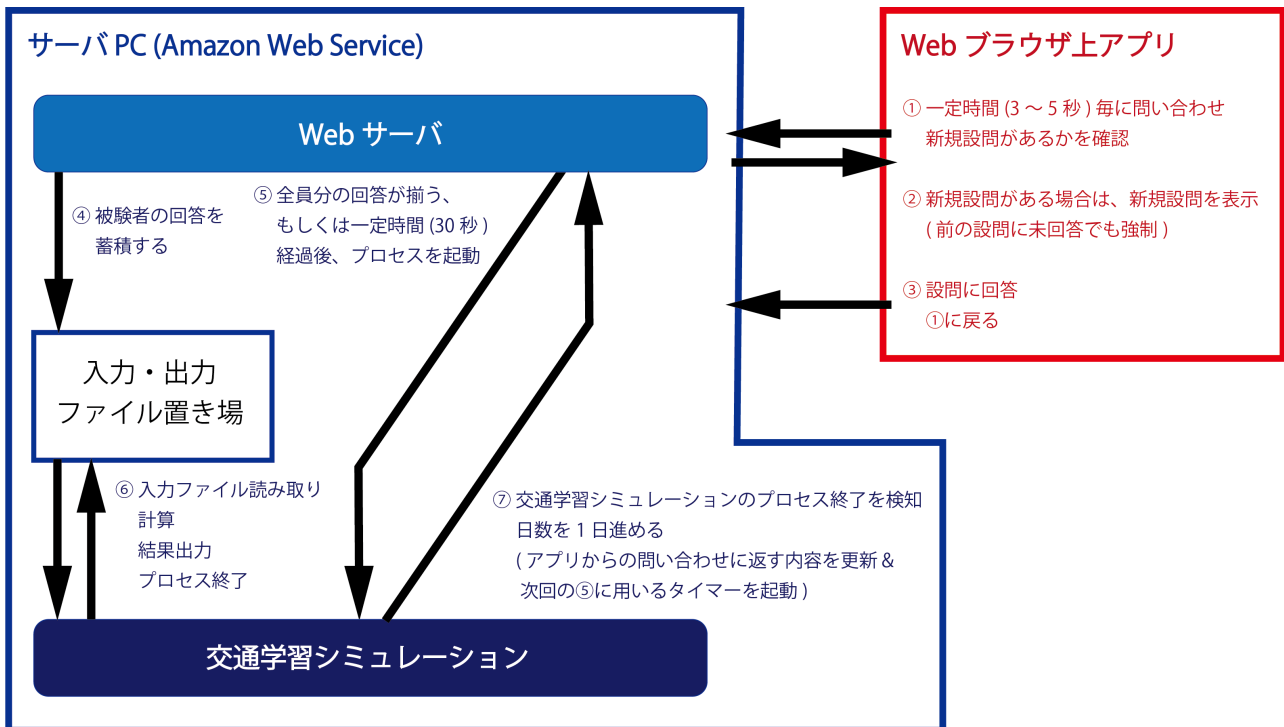 サーバ PC (Amazon Web Service)
Web サーバ
④ 被験者の回答を
蓄積する
⑤ 全員分の回答が揃う、
もしくは一定時間 (30 秒 )
経過後、プロセスを起動
入力・出力
ファイル置き場
⑥ 入力ファイル読み取り
計算
結果出力
プロセス終了
⑦ 交通学習シミュレーションのプロセス終了を検知
日数を 1 日進める
( アプリからの問い合わせに返す内容を更新 &
次回の⑤に用いるタイマーを起動 )
交通学習シミュレーション
Web ブラウザ上アプリ
① 一定時間 (3 ～ 5 秒 ) 毎に問い合わせ
新規設問があるかを確認
② 新規設問がある場合は、新規設問を表示
( 前の設問に未回答でも強制 )
③ 設問に回答
①に戻る